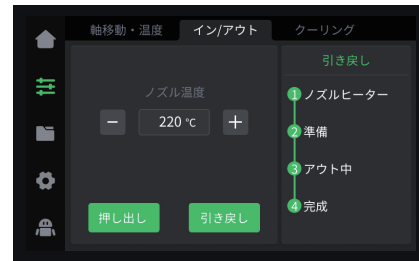 軸移動・温度 イン/アウト クーリング
ノズル温度
− 220 ℃ +
押し出し 引き戻し
引き戻し
1 ノズルヒーター
2 準備
3 アウト中
4 完成